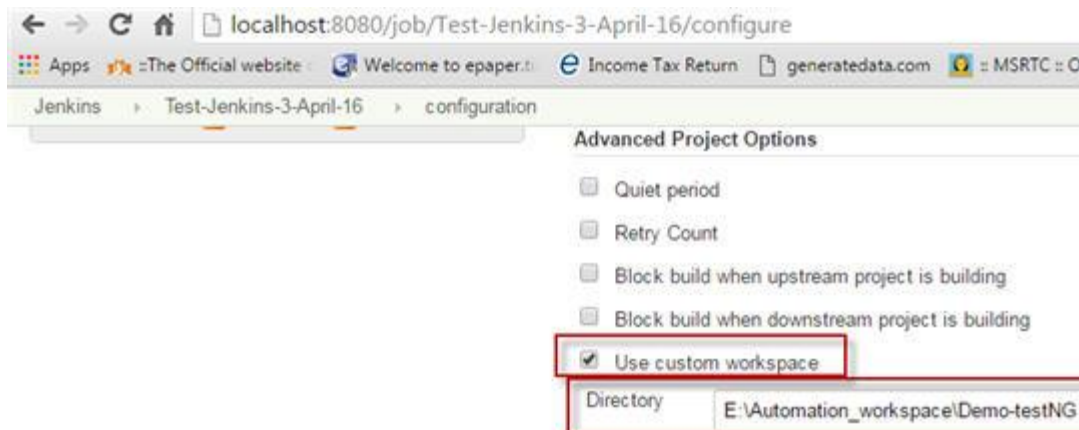 localhost:8080/job/Test-Jenkins-3-April-16/configure
Apps ::The Official website Welcome to epaper.ti Income Tax Return generatedata.com :: MSRTC :: O
Jenkins Test-Jenkins-3-April-16 configuration
Advanced Project Options
Quiet period
Retry Count
Block build when upstream project is building
Block build when downstream project is building
Use custom workspace
Directory E:\Automation_workspace\Demo-testNG